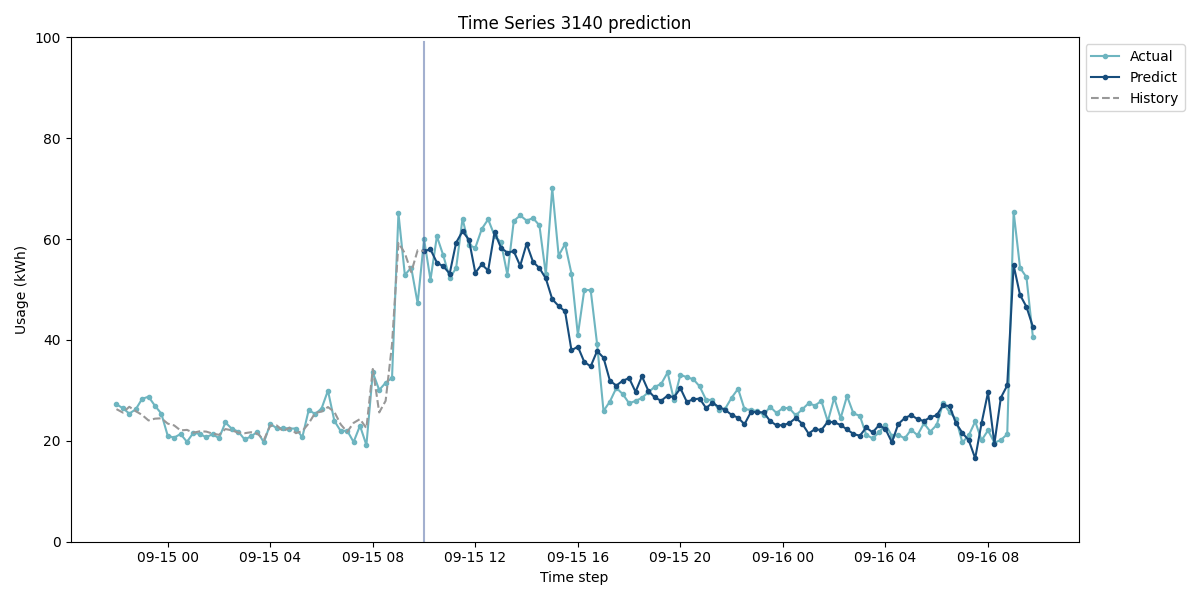 Time Series 3140 prediction
100
80
60
40
20
0
Usage (kWh)
09-15 00
09-15 04
09-15 08
09-15 12
09-15 16
09-15 20
09-16 00
09-16 04
09-16 08
Time step
Actual
Predict
History